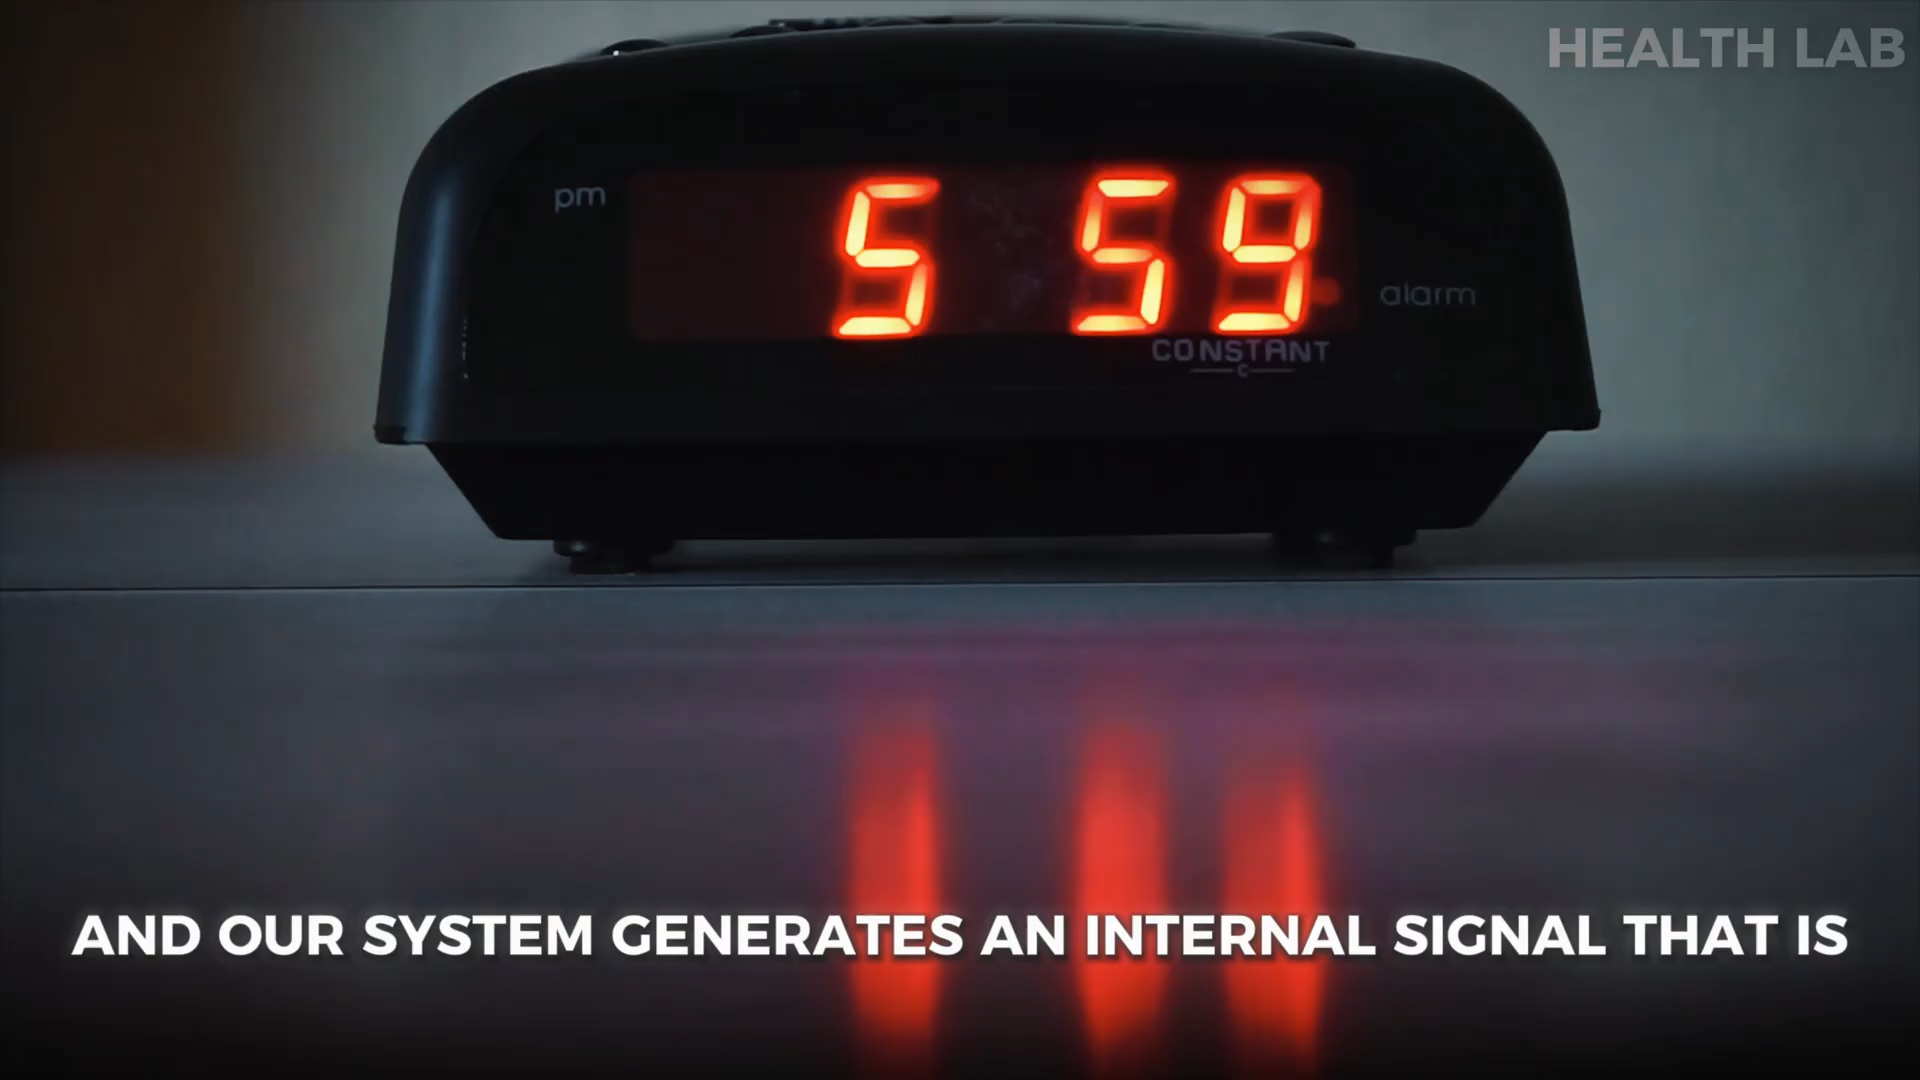 HEALTH LAB
pm
5 59
alarm
CONSTANT
C
AND OUR SYSTEM GENERATES AN INTERNAL SIGNAL THAT IS